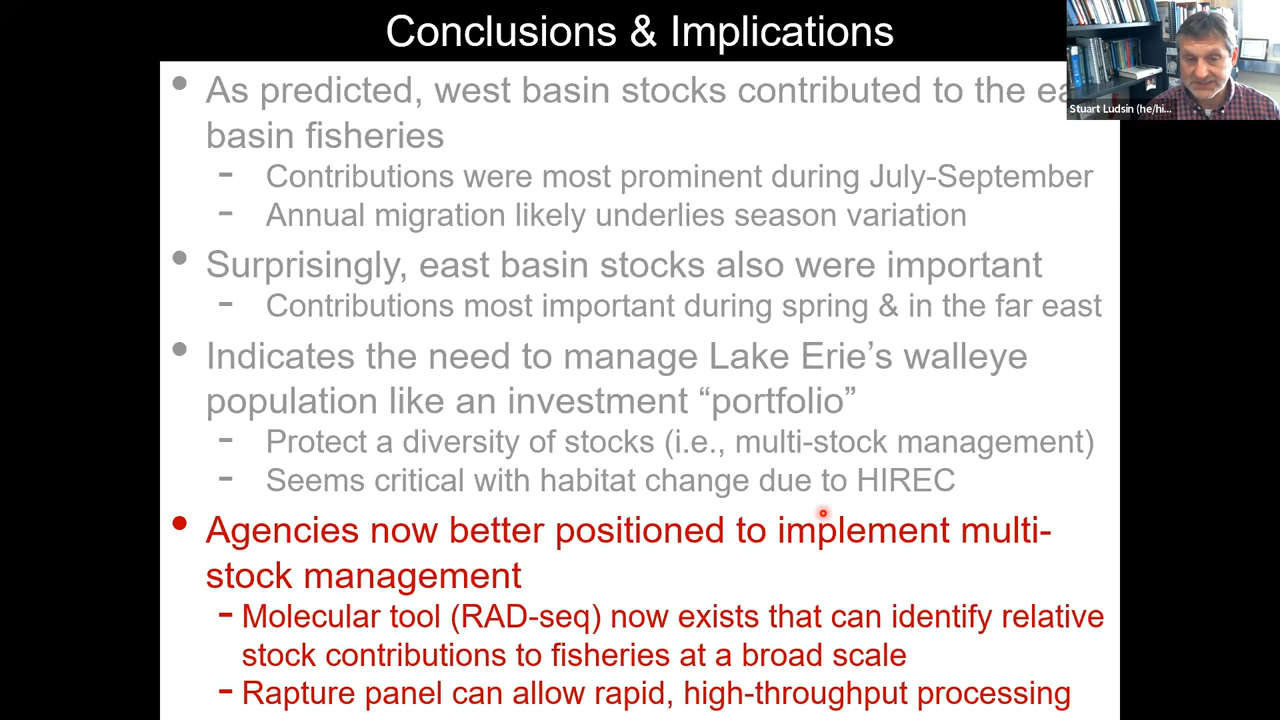 Conclusions & Implications
Stuart Ludsin (he/hi...
• As predicted, west basin stocks contributed to the ea
basin fisheries
- Contributions were most prominent during July-September
- Annual migration likely underlies season variation
• Surprisingly, east basin stocks also were important
- Contributions most important during spring & in the far east
• Indicates the need to manage Lake Erie’s walleye
population like an investment “portfolio”
- Protect a diversity of stocks (i.e., multi-stock management)
- Seems critical with habitat change due to HIREC
• Agencies now better positioned to implement multi-
stock management
- Molecular tool (RAD-seq) now exists that can identify relative
stock contributions to fisheries at a broad scale
- Rapture panel can allow rapid, high-throughput processing